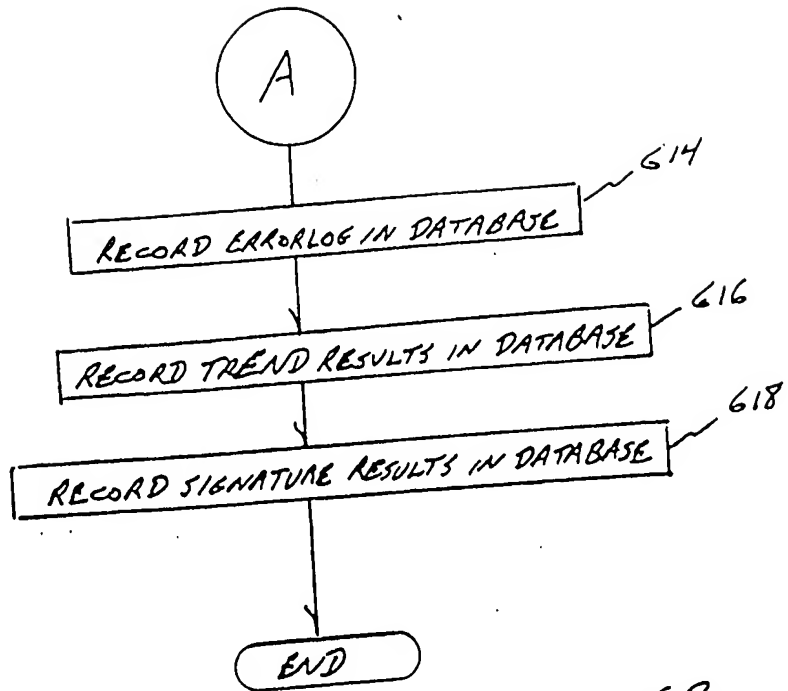 A
614
RECORD ERRORLOG IN DATABASE
616
RECORD TREND RESULTS IN DATABASE
618
RECORD SIGNATURE RESULTS IN DATABASE
END